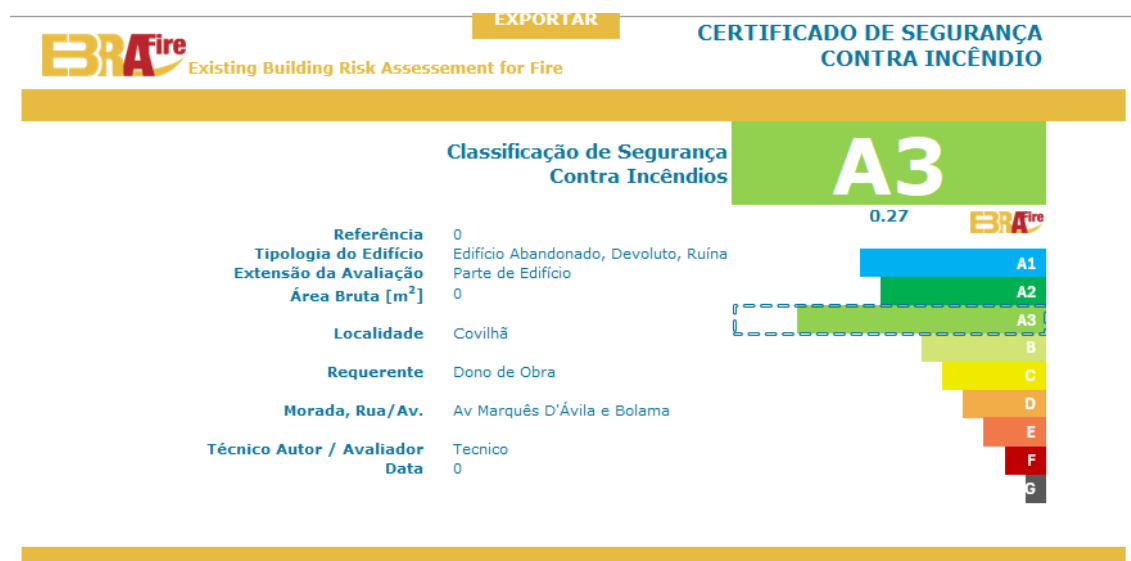 EXPORTAR
EBRAFire
Existing Building Risk Assessement for Fire
CERTIFICADO DE SEGURANÇA
CONTRA INCÊNDIO
Classificação de Segurança
Contra Incêndios
A3
0.27
EBRAFire
Referência 0
Tipologia do Edifício Edifício Abandonado, Devoluto, Ruína
Extensão da Avaliação Parte de Edifício
Área Bruta [m²] 0
Localidade Covilhã
Requerente Dono de Obra
Morada, Rua/Av. Av Marquês D'Ávila e Bolama
Técnico Autor / Avaliador Tecnico
Data 0
A1
A2
A3
B
C
D
E
F
G